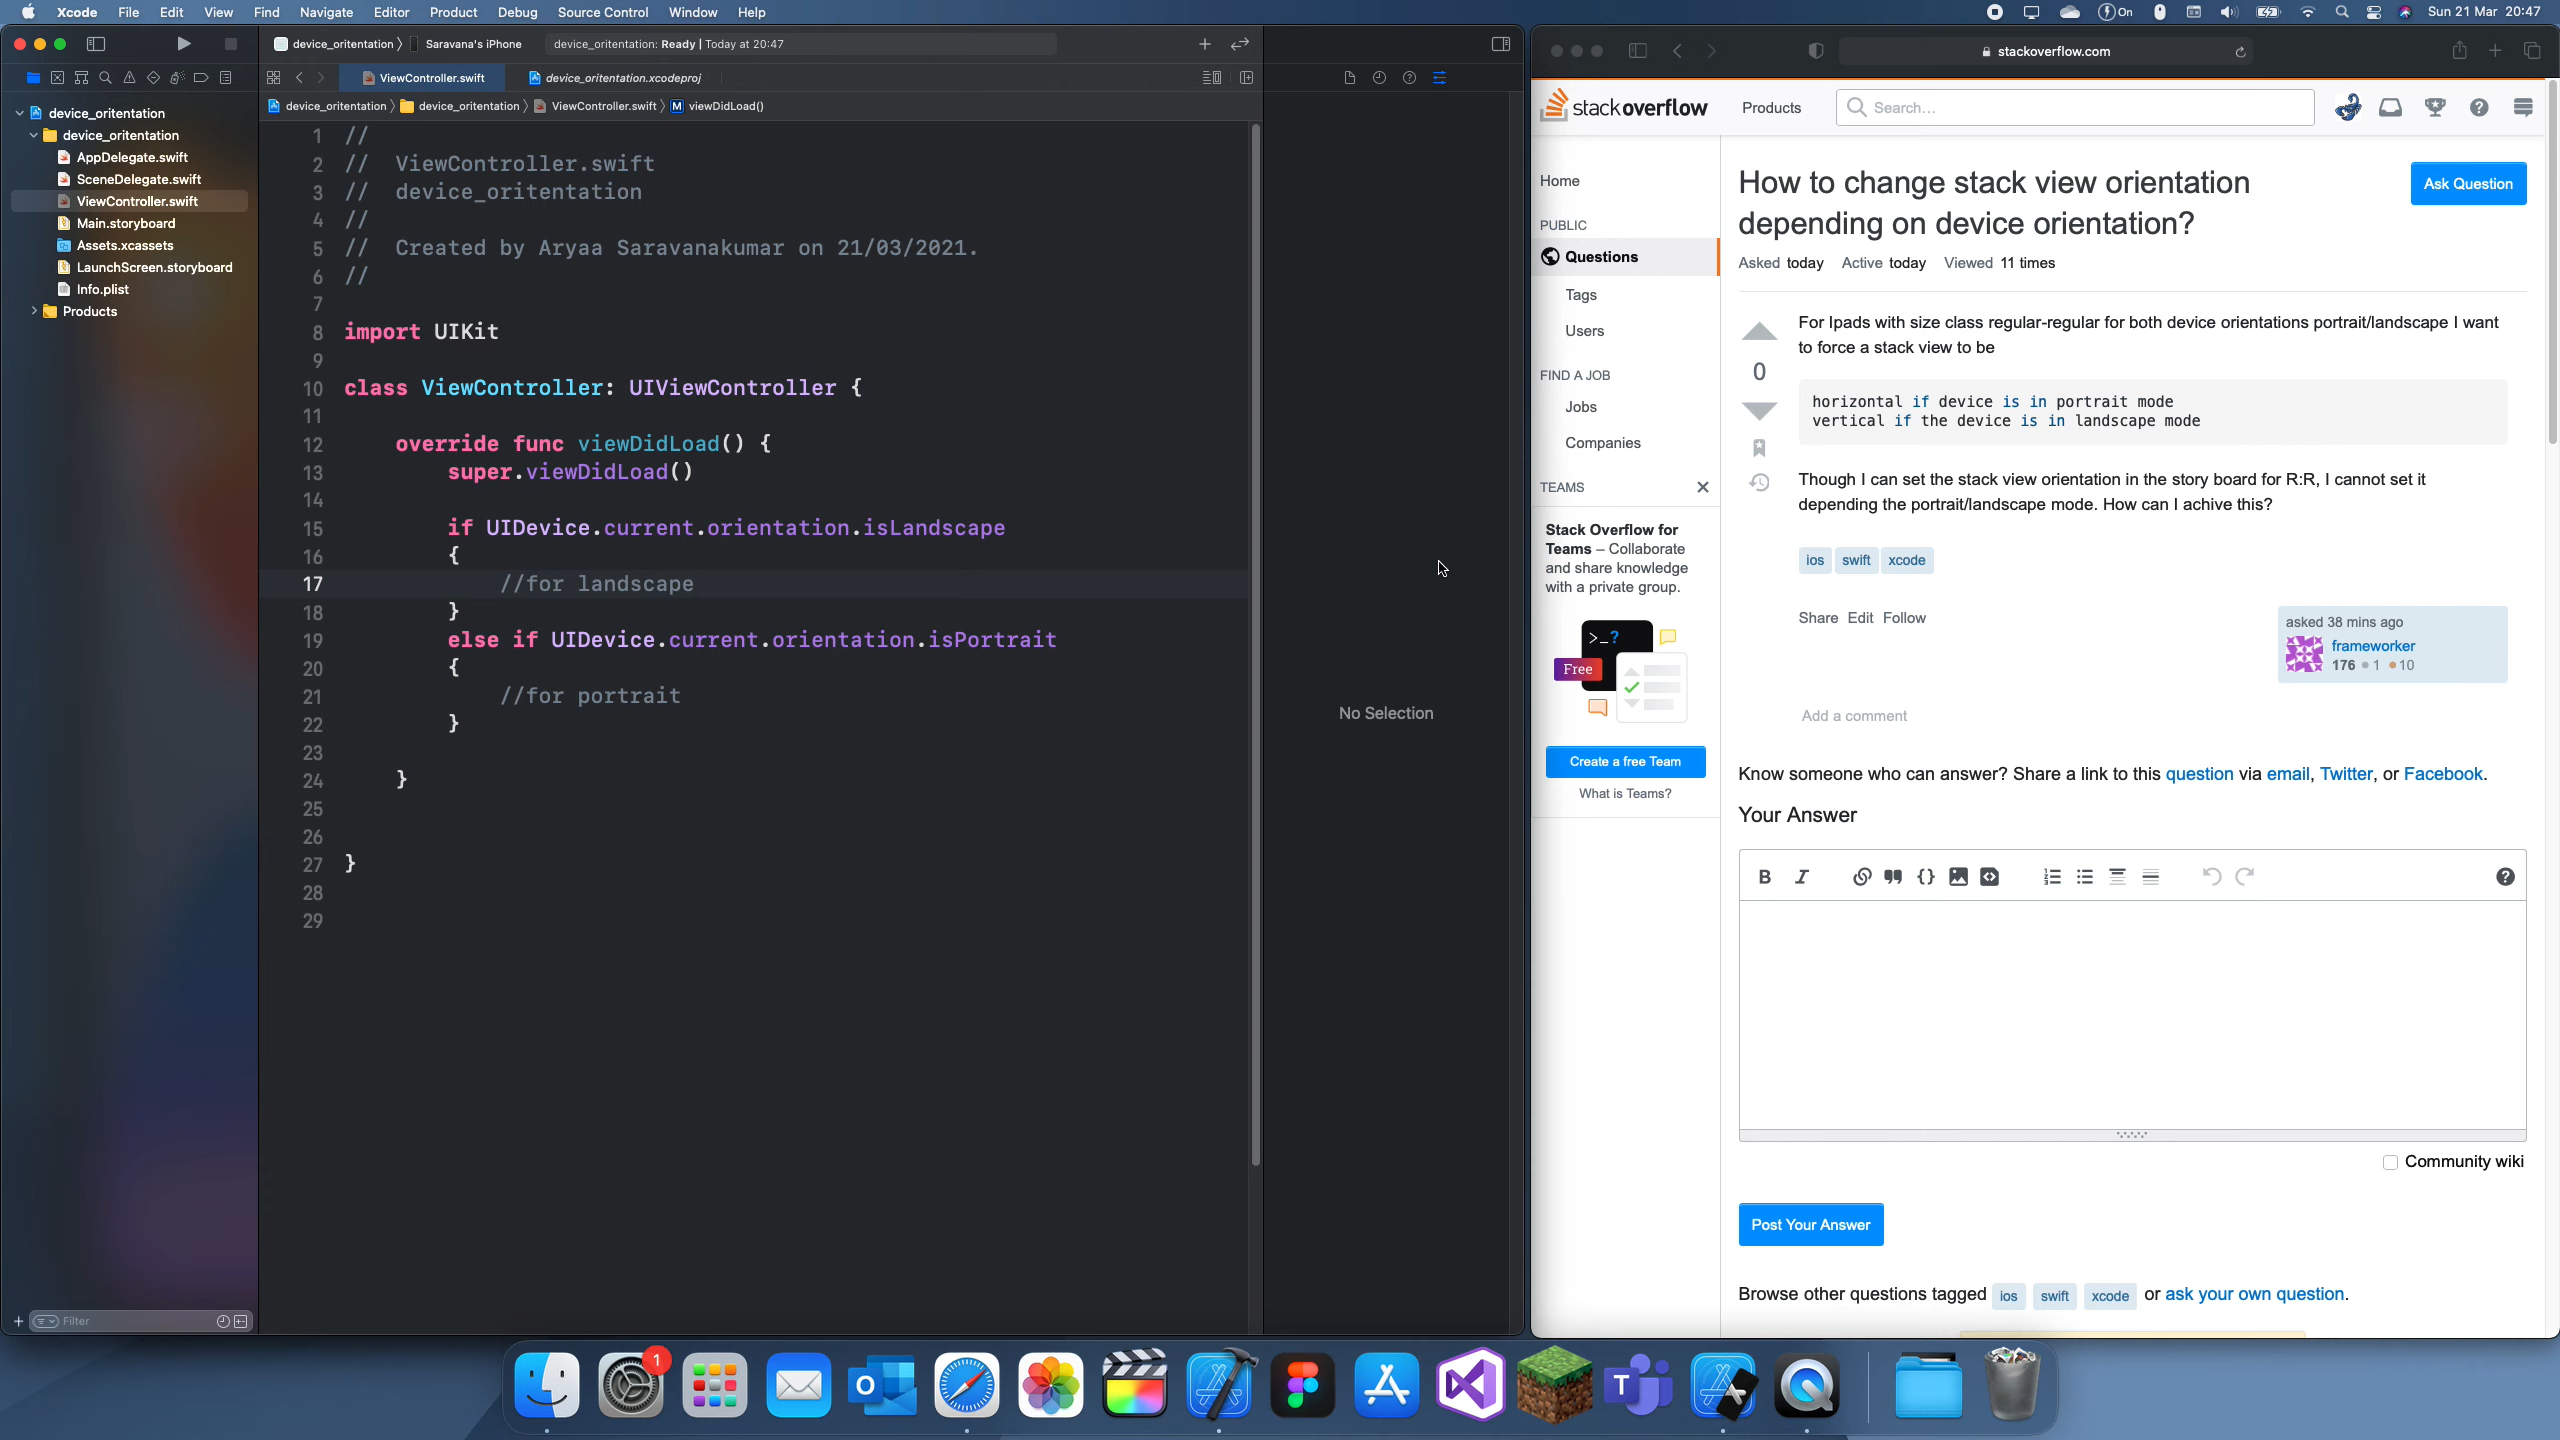 Xcode File Edit View Find Navigate Editor Product Debug Source Control Window Help
On Sun 21 Mar 20:47
device_oritentation Saravana's iPhone device_oritentation: Ready | Today at 20:47
ViewController.swift device_oritentation.xcodeproj
device_oritentation device_oritentation ViewController.swift M viewDidLoad()
device_oritentation
device_oritentation
AppDelegate.swift
SceneDelegate.swift
ViewController.swift
Main.storyboard
Assets.xcassets
LaunchScreen.storyboard
Info.plist
Products
Filter
1 //
2 // ViewController.swift
3 // device_oritentation
4 //
5 // Created by Aryaa Saravanakumar on 21/03/2021.
6 //
7
8 import UIKit
9
10 class ViewController: UIViewController {
11
12 override func viewDidLoad() {
13 super.viewDidLoad()
14
15 if UIDevice.current.orientation.isLandscape
16 {
17 //for landscape
18 }
19 else if UIDevice.current.orientation.isPortrait
20 {
21 //for portrait
22 }
23
24 }
25
26
27 }
28
29
No Selection
stackoverflow.com
stackoverflow Products Search...
Home
PUBLIC
Questions
Tags
Users
FIND A JOB
Jobs
Companies
TEAMS
Stack Overflow for
Teams – Collaborate
and share knowledge
with a private group.
>_?
Free
Create a free Team
What is Teams?
How to change stack view orientation
depending on device orientation?
Ask Question
Asked today Active today Viewed 11 times
For Ipads with size class regular-regular for both device orientations portrait/landscape I want
to force a stack view to be
0
horizontal if device is in portrait mode
vertical if the device is in landscape mode
Though I can set the stack view orientation in the story board for R:R, I cannot set it
depending the portrait/landscape mode. How can I achive this?
ios swift xcode
Share Edit Follow
asked 38 mins ago
frameworker
176 1 10
Add a comment
Know someone who can answer? Share a link to this question via email, Twitter, or Facebook.
Your Answer
B I
Community wiki
Post Your Answer
Browse other questions tagged ios swift xcode or ask your own question.
1
O
T